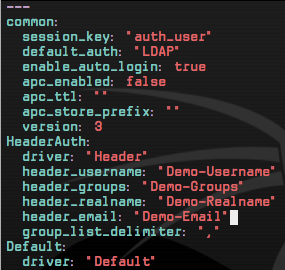 ---
common:
  session_key: "auth_user"
  default_auth: "LDAP"
  enable_auto_login: true
  apc_enabled: false
  apc_ttl: ""
  apc_store_prefix: ""
  version: 3
HeaderAuth:
  driver: "Header"
  header_username: "Demo-Username"
  header_groups: "Demo-Groups"
  header_realname: "Demo-Realname"
  header_email: "Demo-Email"
  group_list_delimiter: ","
Default:
  driver: "Default"